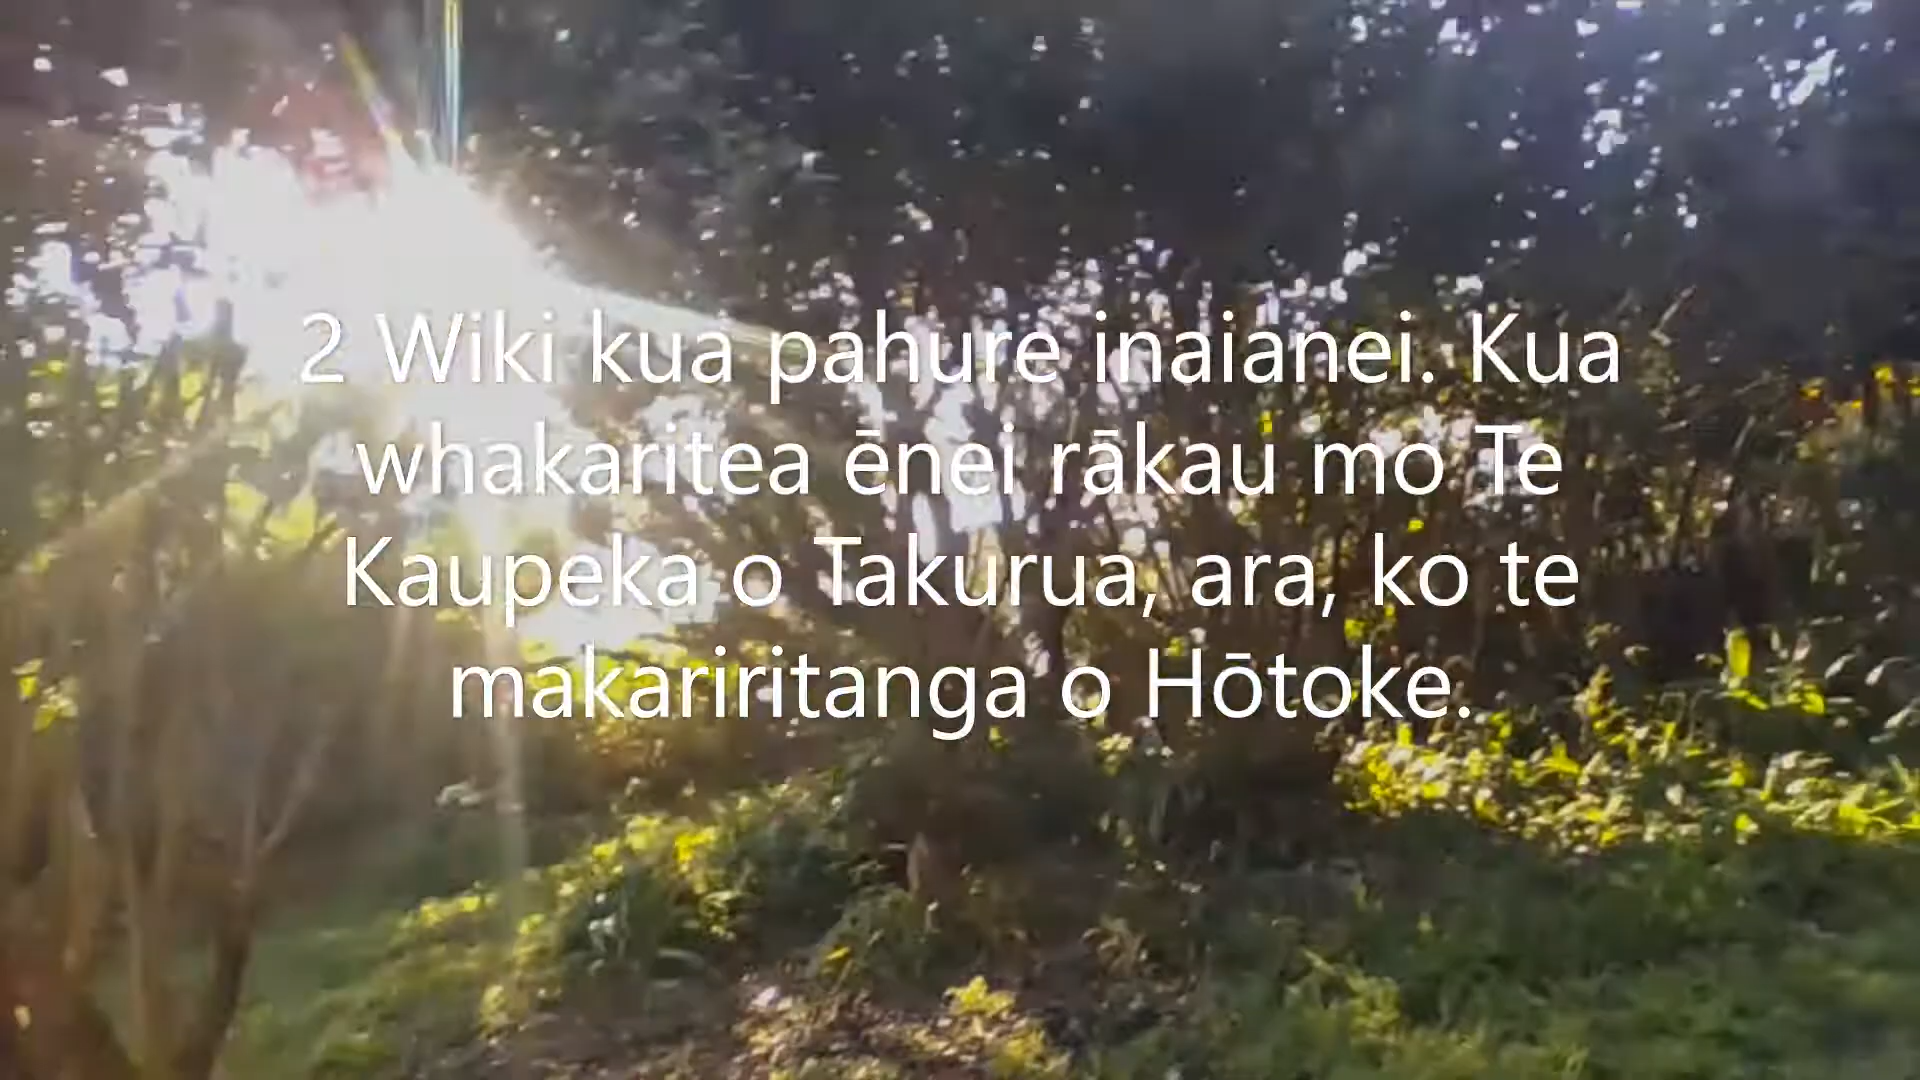 2 Wiki kua pahure inaianei. Kua
whakaritea ēnei rākau mo Te
Kaupeka o Takurua, ara, ko te
makariritanga o Hōtoke.